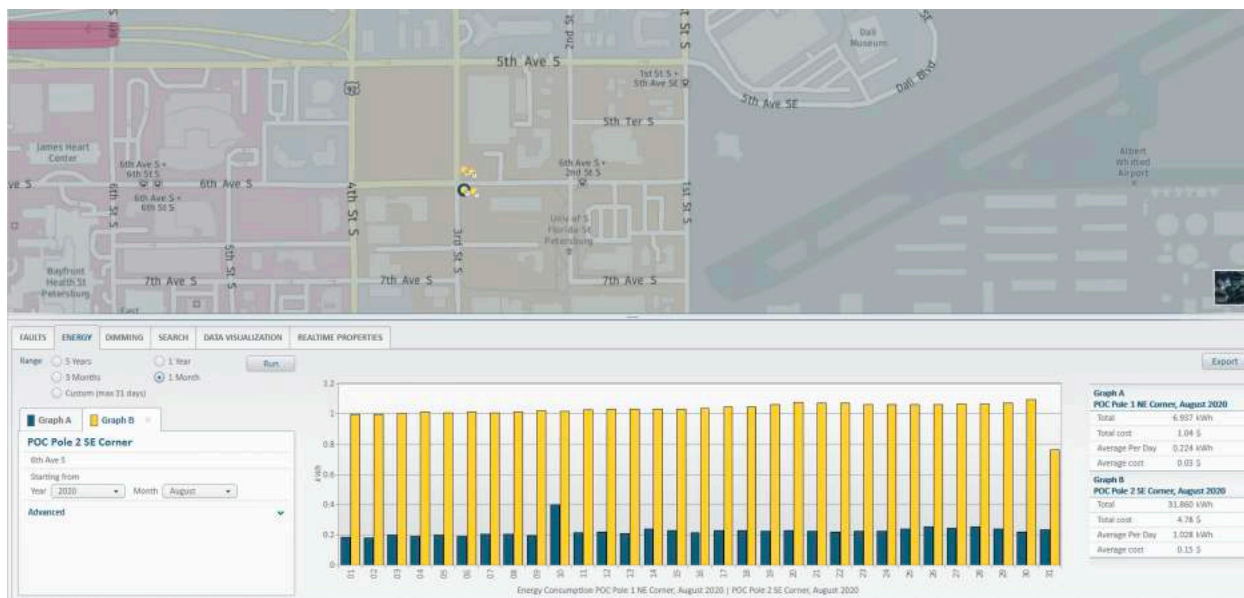 6th S
2nd St S
1st St S
Dali
Museum
SE
5th Ave S
1st St S •
5th Ave SE
Dali Blvd
92
5th Ave SE
5th Ter S
James Heart
Center
6th Ave S •
6th St S
6th Ave S •
2nd St S
Albert
Whitted
Airport
ve S
6th St S
6th Ave S •
6th St S
6th Ave S
4th St S
1st St S
Univ of S
Florida St
Petersburg
5th St S
3rd St S
Bayfront
Health St
Petersburg
7th Ave S
7th Ave S
7th Ave S
East
FAULTS ENERGY DIMMING SEARCH DATA VISUALIZATION REALTIME PROPERTIES
Range 5 Years 1 Year Run
3 Months 1 Month
Custom (max 31 days)
Export
Graph A Graph B ×
POC Pole 2 SE Corner
6th Ave S
Starting from
Year 2020 Month August
Advanced
kWh
1.2
1
0.8
0.6
0.4
0.2
0
01 02 03 04 05 06 07 08 09 10 11 12 13 14 15 16 17 18 19 20 21 22 23 24 25 26 27 28 29 30 31
Energy Consumption POC Pole 1 NE Corner, August 2020 | POC Pole 2 SE Corner, August 2020
Graph A
POC Pole 1 NE Corner, August 2020
Total 6.937 kWh
Total cost 1.04 $
Average Per Day 0.224 kWh
Average cost 0.03 $
Graph B
POC Pole 2 SE Corner, August 2020
Total 31.860 kWh
Total cost 4.78 $
Average Per Day 1.028 kWh
Average cost 0.15 $